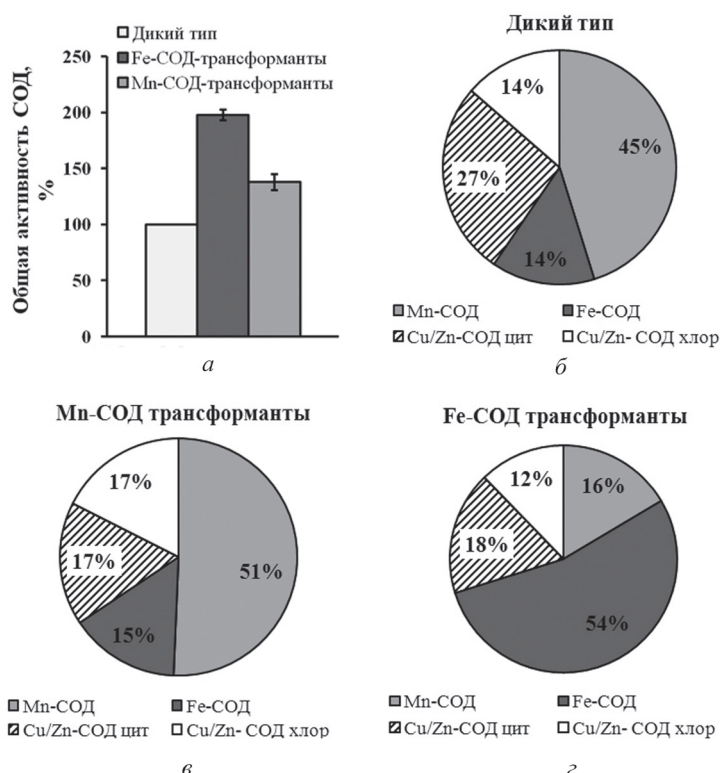 Общая активность СОД,
%
Дикий тип
Fe-СОД-трансформанты
Mn-СОД-трансформанты
250
200
150
100
50
0
а
Дикий тип
14%
45%
27%
14%
Mn-СОД
Fe-СОД
Cu/Zn-СОД цит
Cu/Zn- СОД хлор
б
Mn-СОД трансформанты
17%
17%
51%
15%
Mn-СОД
Fe-СОД
Cu/Zn-СОД цит
Cu/Zn- СОД хлор
в
Fe-СОД трансформанты
12%
16%
18%
54%
Mn-СОД
Fe-СОД
Cu/Zn-СОД цит
Cu/Zn- СОД хлор
г